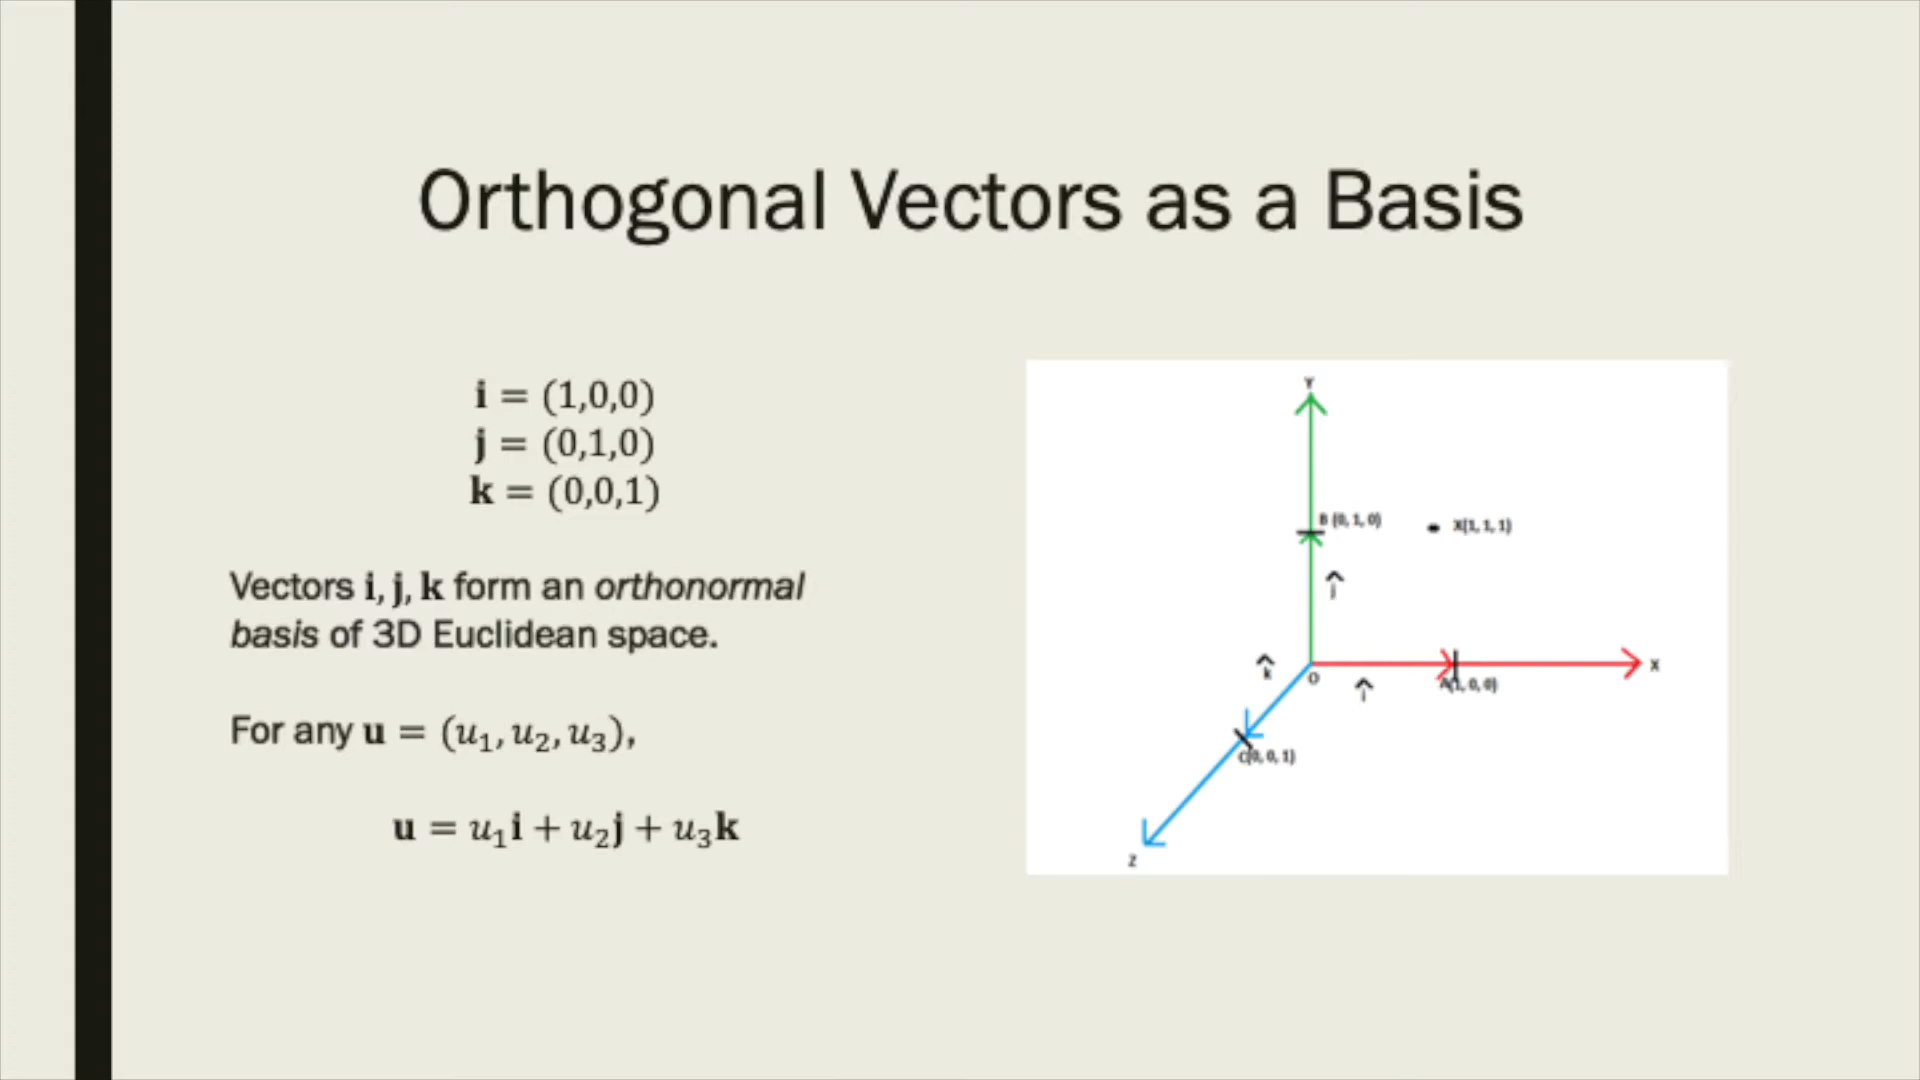 Orthogonal Vectors as a Basis
i = (1,0,0)
j = (0,1,0)
k = (0,0,1)
Vectors i, j, k form an orthonormal
basis of 3D Euclidean space.
For any u = (u₁, u₂, u₃),
u = u₁i + u₂j + u₃k
Y
B (0, 1, 0)
X(1, 1, 1)
ĵ
k̂
O
î
A(1, 0, 0)
X
C(0, 0, 1)
Z